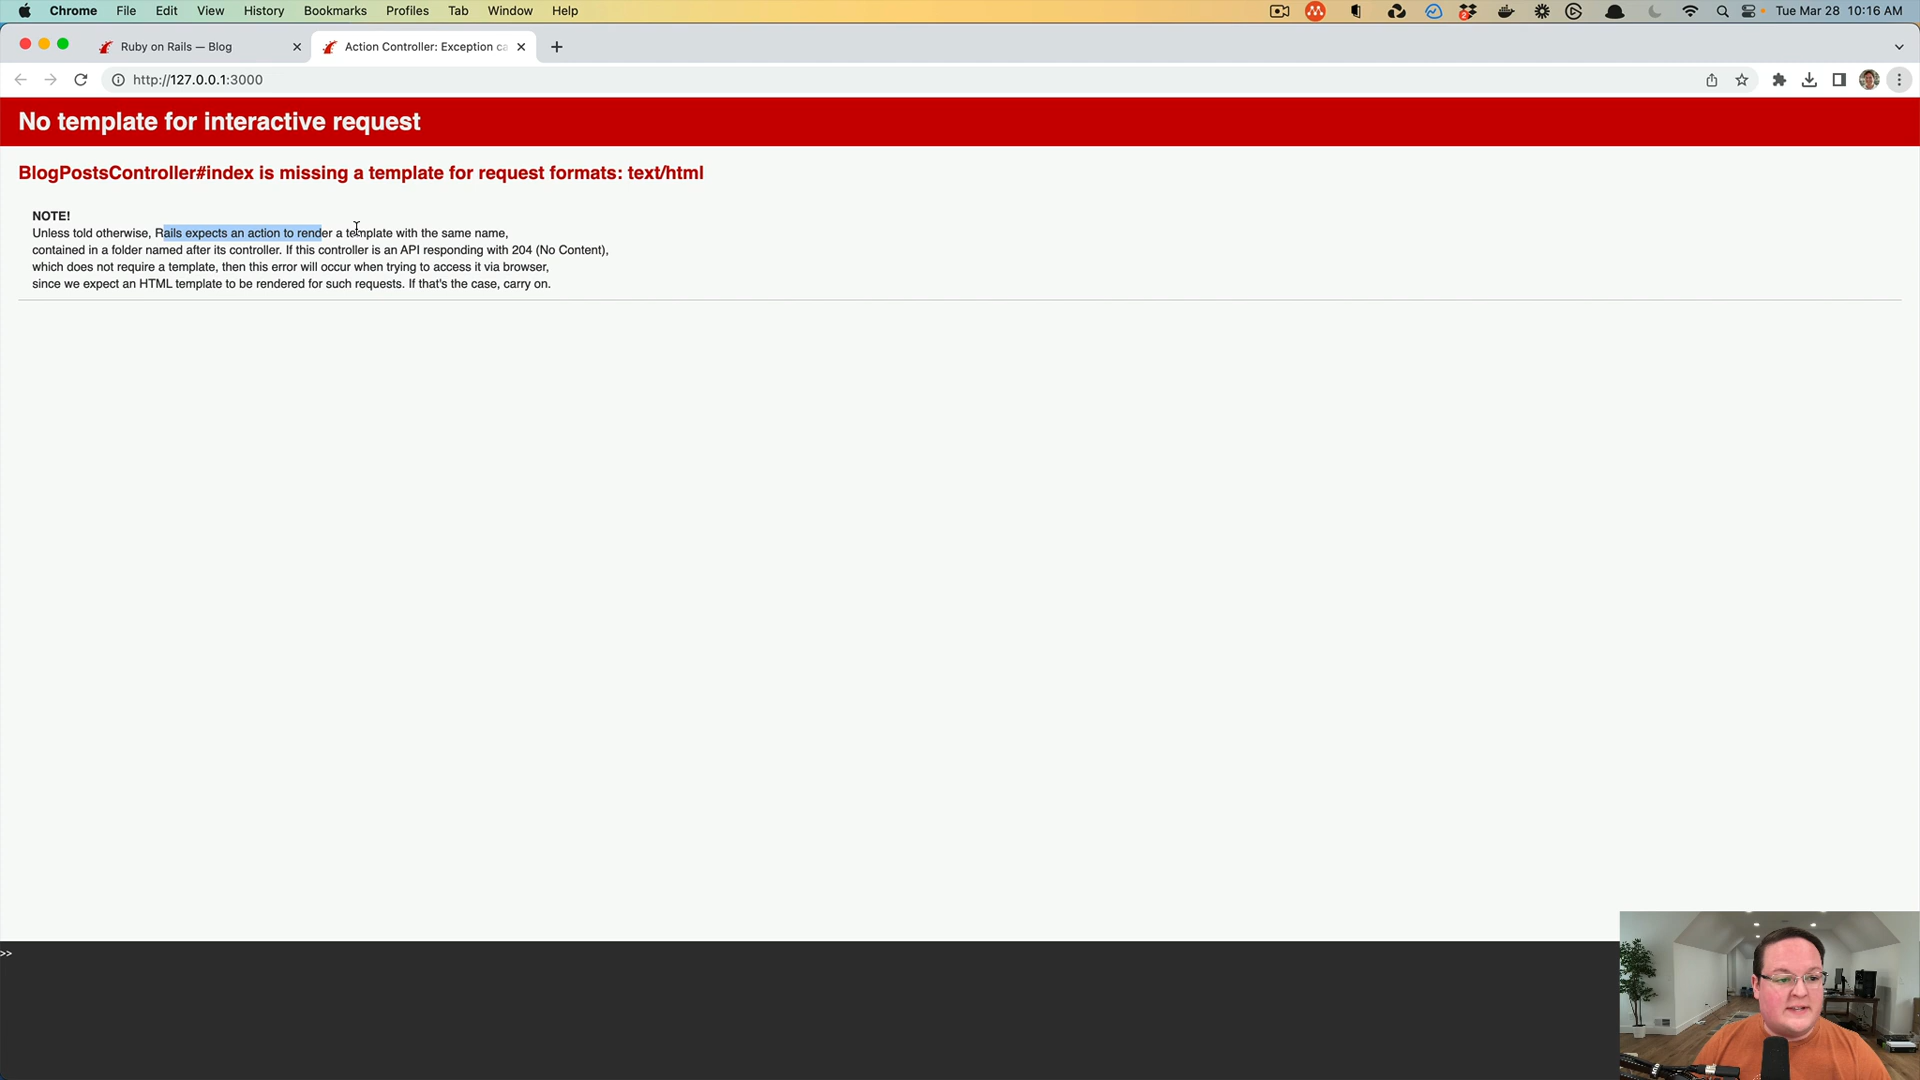 Chrome File Edit View History Bookmarks Profiles Tab Window Help Tue Mar 28 10:16 AM
Ruby on Rails — Blog Action Controller: Exception ca
http://127.0.0.1:3000
No template for interactive request
BlogPostsController#index is missing a template for request formats: text/html
NOTE!
Unless told otherwise, Rails expects an action to render a template with the same name,
contained in a folder named after its controller. If this controller is an API responding with 204 (No Content),
which does not require a template, then this error will occur when trying to access it via browser,
since we expect an HTML template to be rendered for such requests. If that's the case, carry on.
>>